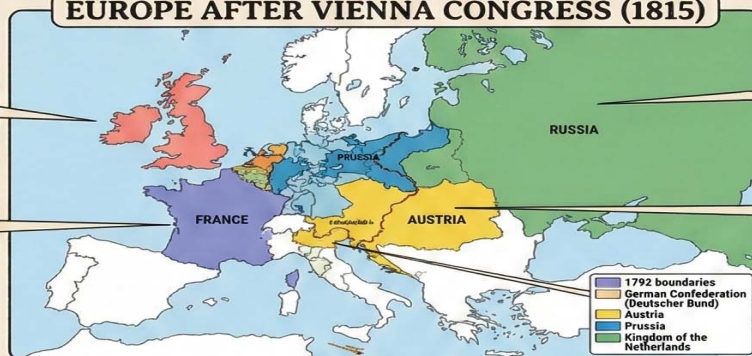 EUROPE AFTER VIENNA CONGRESS (1815)
RUSSIA
PRUSSIA
FRANCE
AUSTRIA
1792 boundaries
German Confederation
(Deutscher Bund)
Austria
Prussia
Kingdom of the
Netherlands